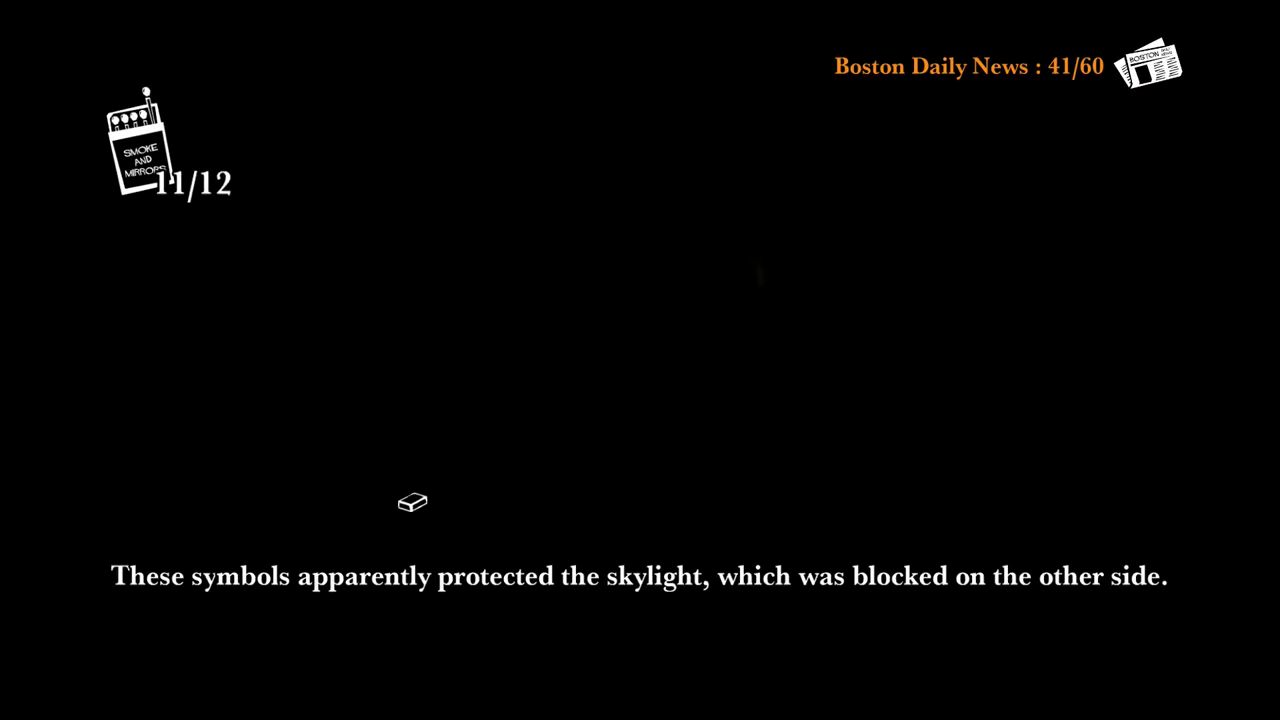 Boston Daily News : 41/60
BOSTON
SMOKE
AND
MIRRORS
11/12
These symbols apparently protected the skylight, which was blocked on the other side.